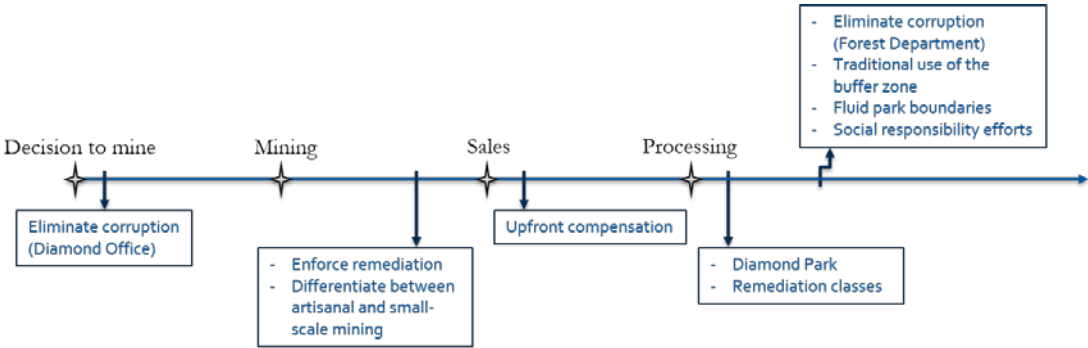 - Eliminate corruption
(Forest Department)
- Traditional use of the
buffer zone
- Fluid park boundaries
- Social responsibility efforts
Decision to mine
Mining
Sales
Processing
Eliminate corruption
(Diamond Office)
- Enforce remediation
- Differentiate between
artisanal and small-
scale mining
Upfront compensation
- Diamond Park
- Remediation classes